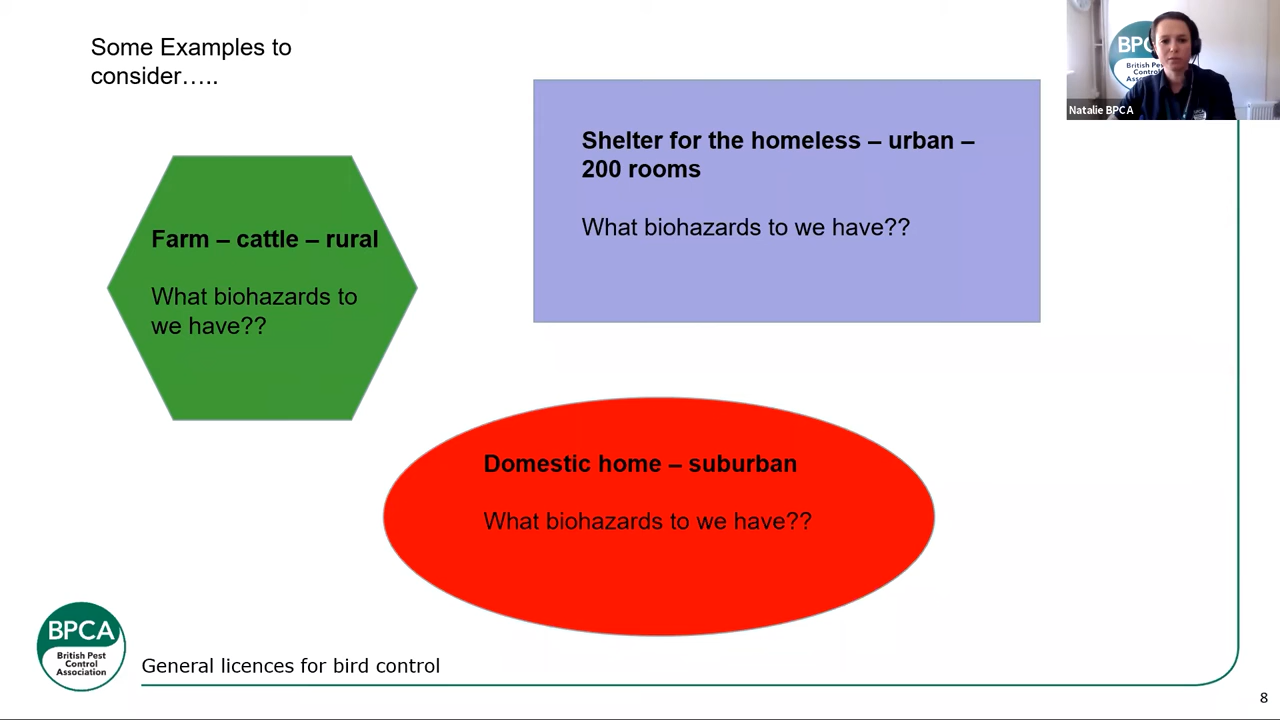 Some Examples to
consider…..
Shelter for the homeless – urban –
200 rooms
What biohazards to we have??
Farm – cattle – rural
What biohazards to
we have??
Domestic home – suburban
What biohazards to we have??
BPCA
British Pest
Control
Association
General licences for bird control
8
Natalie BPCA